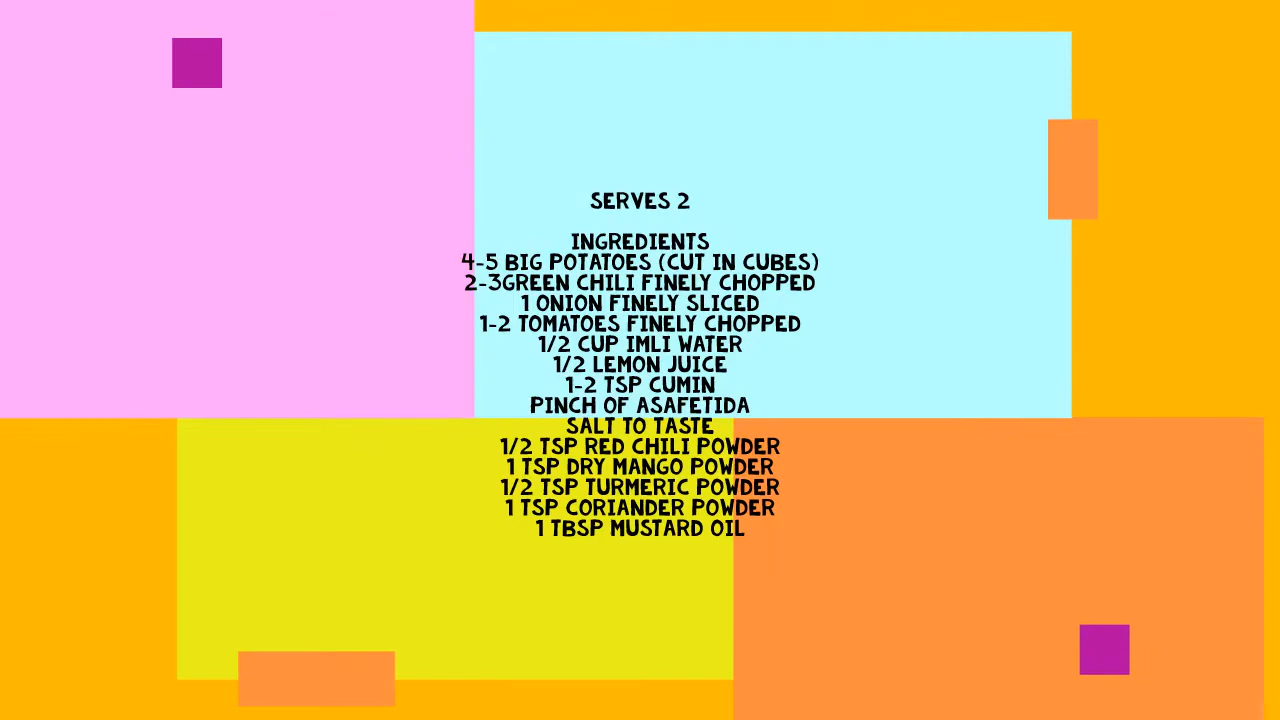 SERVES 2
INGREDIENTS
4-5 BIG POTATOES (CUT IN CUBES)
2-3GREEN CHILI FINELY CHOPPED
1 ONION FINELY SLICED
1-2 TOMATOES FINELY CHOPPED
1/2 CUP IMLI WATER
1/2 LEMON JUICE
1-2 TSP CUMIN
PINCH OF ASAFETIDA
SALT TO TASTE
1/2 TSP RED CHILI POWDER
1 TSP DRY MANGO POWDER
1/2 TSP TURMERIC POWDER
1 TSP CORIANDER POWDER
1 TBSP MUSTARD OIL